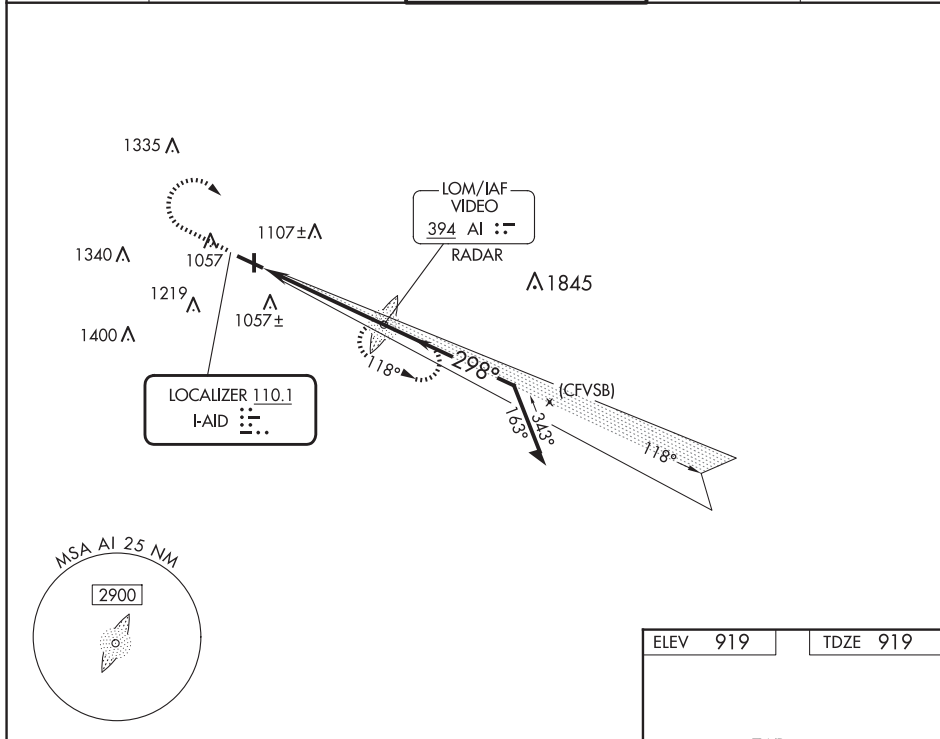 1335
LOM/IAF
VIDEO
394 AI
RADAR
1107±
1340
1057
1845
1219
1057±
1400
118°
298°
(CFVSB)
LOCALIZER 110.1
I-AID
163°
343°
118°
MSA AI 25 NM
2900
ELEV 919
TDZE 919